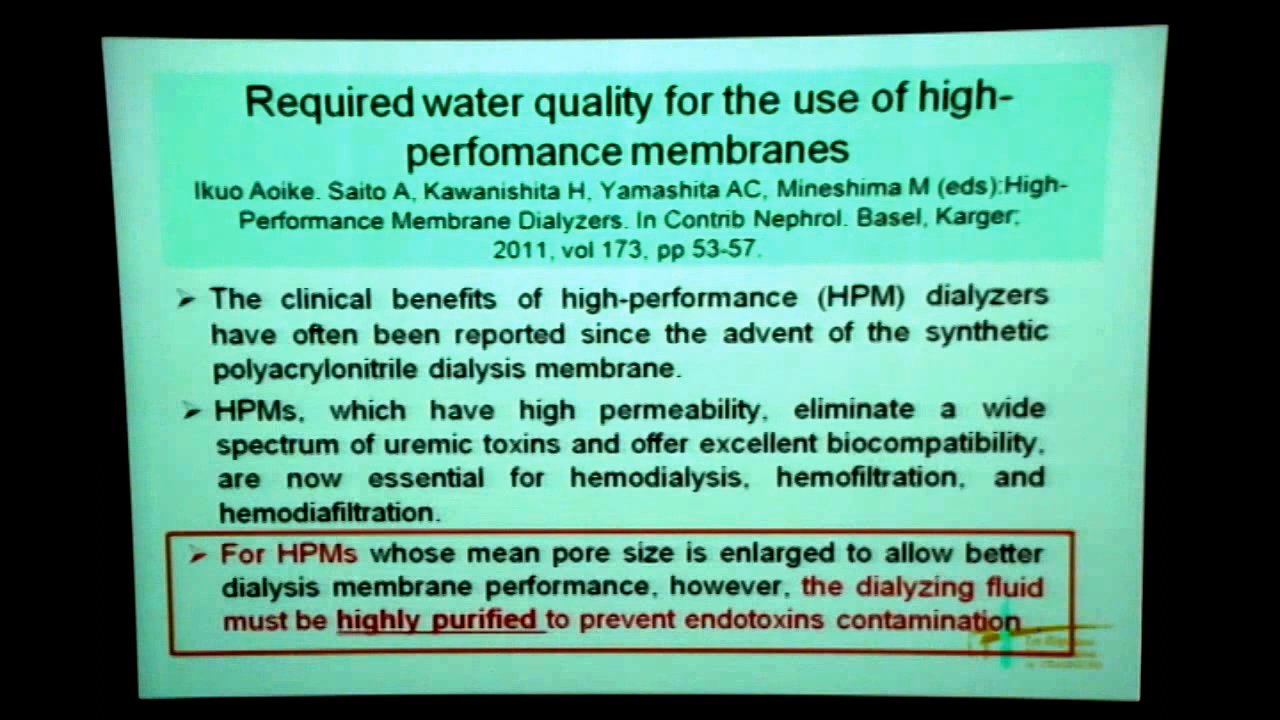 Required water quality for the use of high-
perfomance membranes
Ikuo Aoike. Saito A, Kawanishita H, Yamashita AC, Mineshima M (eds):High-
Performance Membrane Dialyzers. In Contrib Nephrol. Basel, Karger;
2011, vol 173, pp 53-57.
➢ The clinical benefits of high-performance (HPM) dialyzers
have often been reported since the advent of the synthetic
polyacrylonitrile dialysis membrane.
➢ HPMs, which have high permeability, eliminate a wide
spectrum of uremic toxins and offer excellent biocompatibility,
are now essential for hemodialysis, hemofiltration, and
hemodiafiltration.
➢ For HPMs whose mean pore size is enlarged to allow better
dialysis membrane performance, however, the dialyzing fluid
must be highly purified to prevent endotoxins contamination